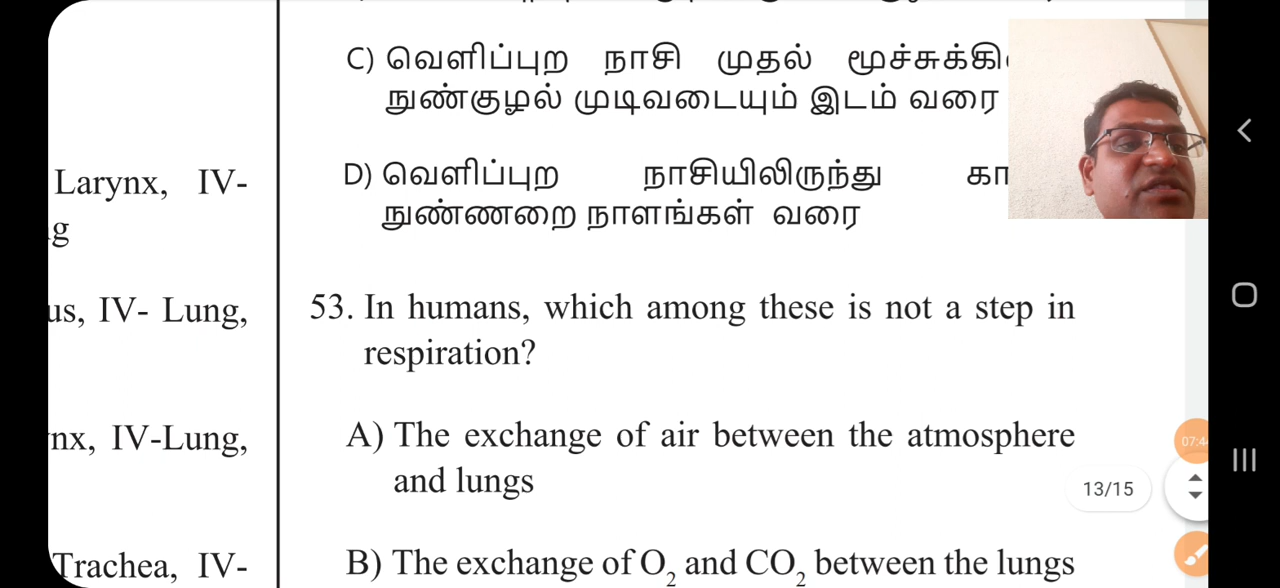 C) வெளிப்புற நாசி முதல்
நுண்குழல் முடிவடையும் இடம் வரை
D) வெளிப்புற நாசியிலிருந்து
நுண்ணறை நாளங்கள் வரை
Larynx, IV-
g
us, IV- Lung,
nx, IV-Lung,
Trachea, IV-
53. In humans, which among these is not a step in
respiration?
A) The exchange of air between the atmosphere
and lungs
B) The exchange of O₂ and CO₂ between the lungs
07:4
13/15